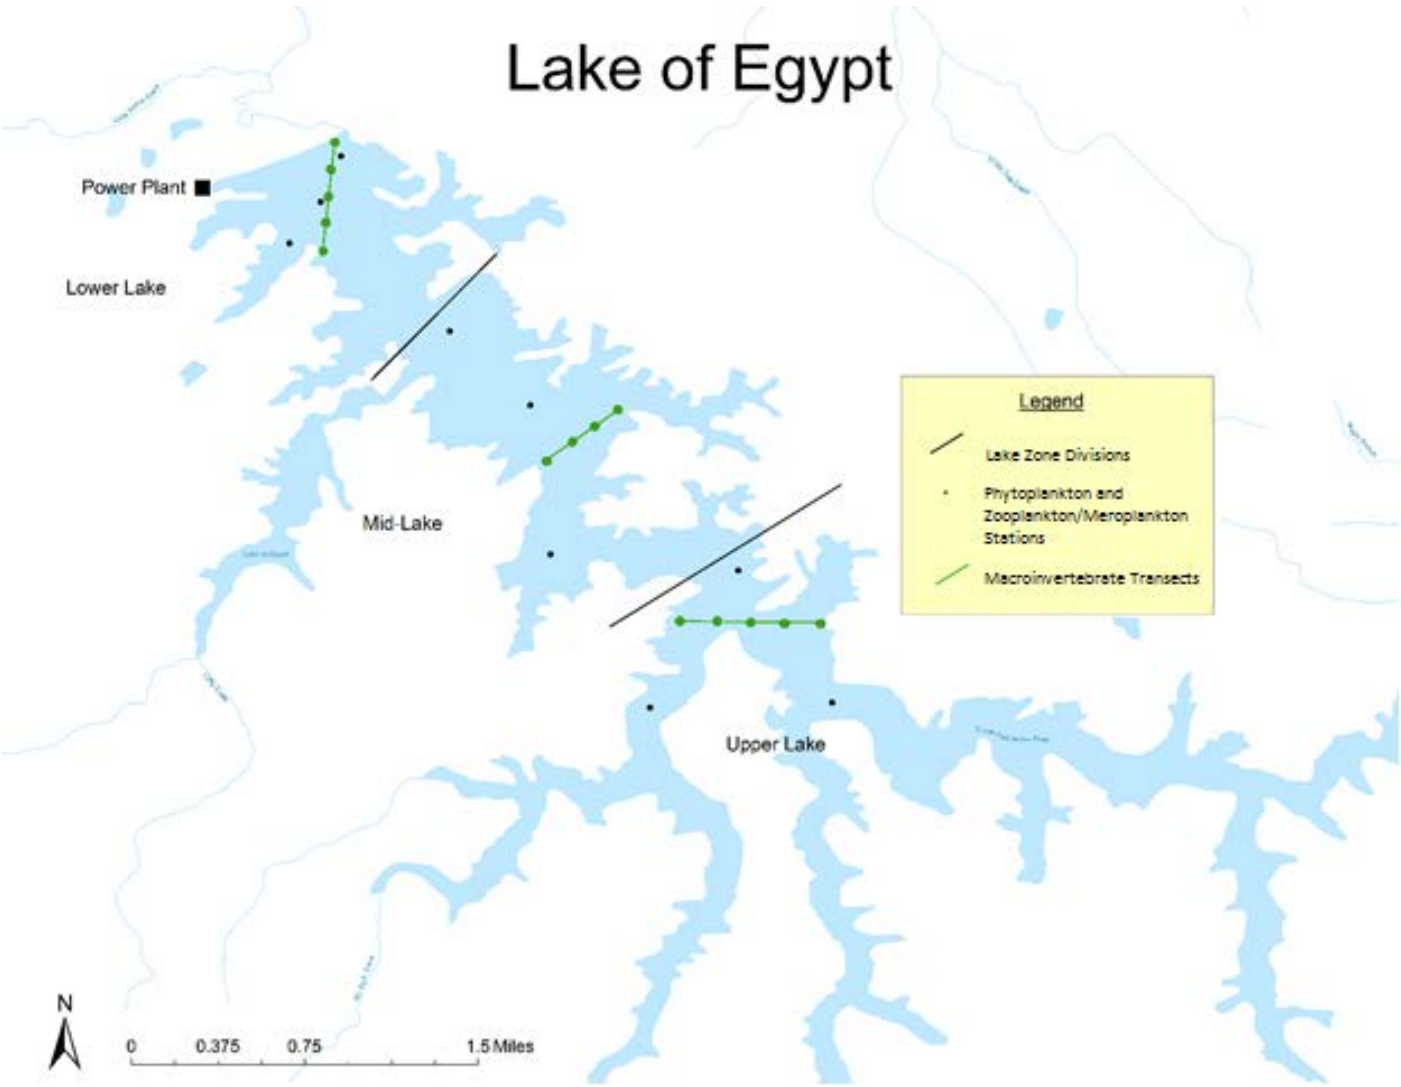 Lake of Egypt
Power Plant
Lower Lake
Legend
Lake Zone Divisions
Phytoplankton and
Zooplankton/Meroplankton
Stations
Macroinvertebrate Transects
Mid-Lake
Upper Lake
N
0 0.375 0.75 1.5 Miles